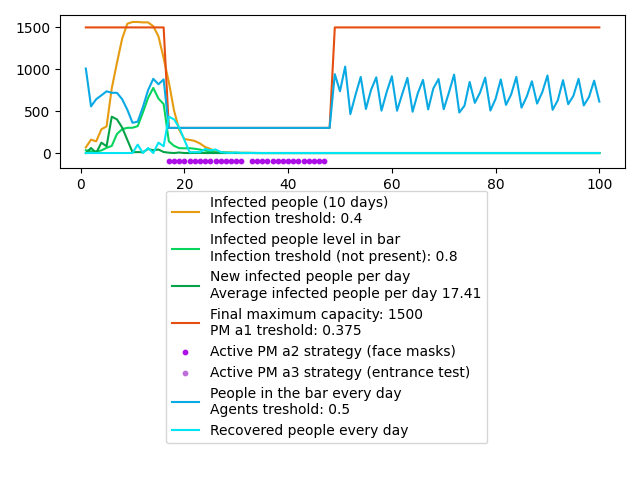 1500
1000
500
0
0
20
40
60
80
100
Infected people (10 days)
Infection treshold: 0.4
Infected people level in bar
Infection treshold (not present): 0.8
New infected people per day
Average infected people per day 17.41
Final maximum capacity: 1500
PM a1 treshold: 0.375
Active PM a2 strategy (face masks)
Active PM a3 strategy (entrance test)
People in the bar every day
Agents treshold: 0.5
Recovered people every day